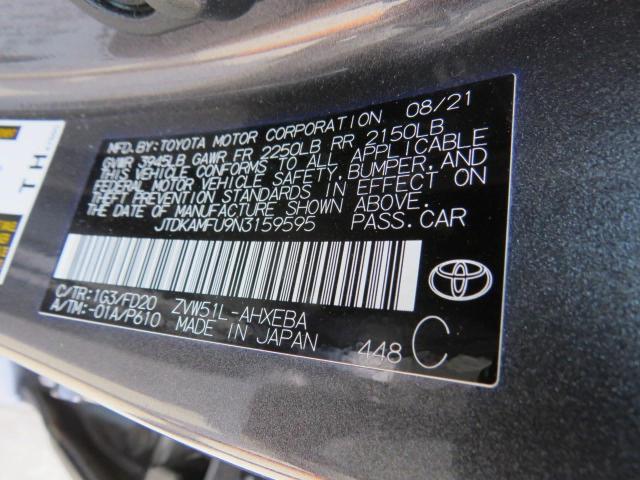 MFD.BY:TOYOTA MOTOR CORPORATION 08/21
GVWR 3945LB GAWR FR 2250LB RR 2150LB
THIS VEHICLE CONFORMS TO ALL APPLICABLE
FEDERAL MOTOR VEHICLE SAFETY,BUMPER, AND
THEFT PREVENTION STANDARDS IN EFFECT ON
THE DATE OF MANUFACTURE SHOWN ABOVE.
JTDKAMFU9N3159595 PASS.CAR
C/TR:1G3/FD20 ZVW51L-AHXEBA
A/TM:-01A/P610 MADE IN JAPAN 448 C
TH